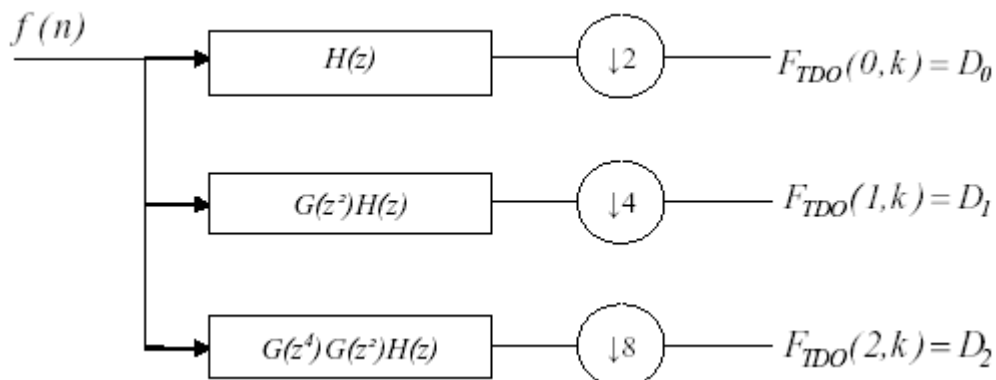 f(n)
H(z)
↓2
F_TDO(0,k) = D_0
G(z²)H(z)
↓4
F_TDO(1,k) = D_1
G(z⁴)G(z²)H(z)
↓8
F_TDO(2,k) = D_2